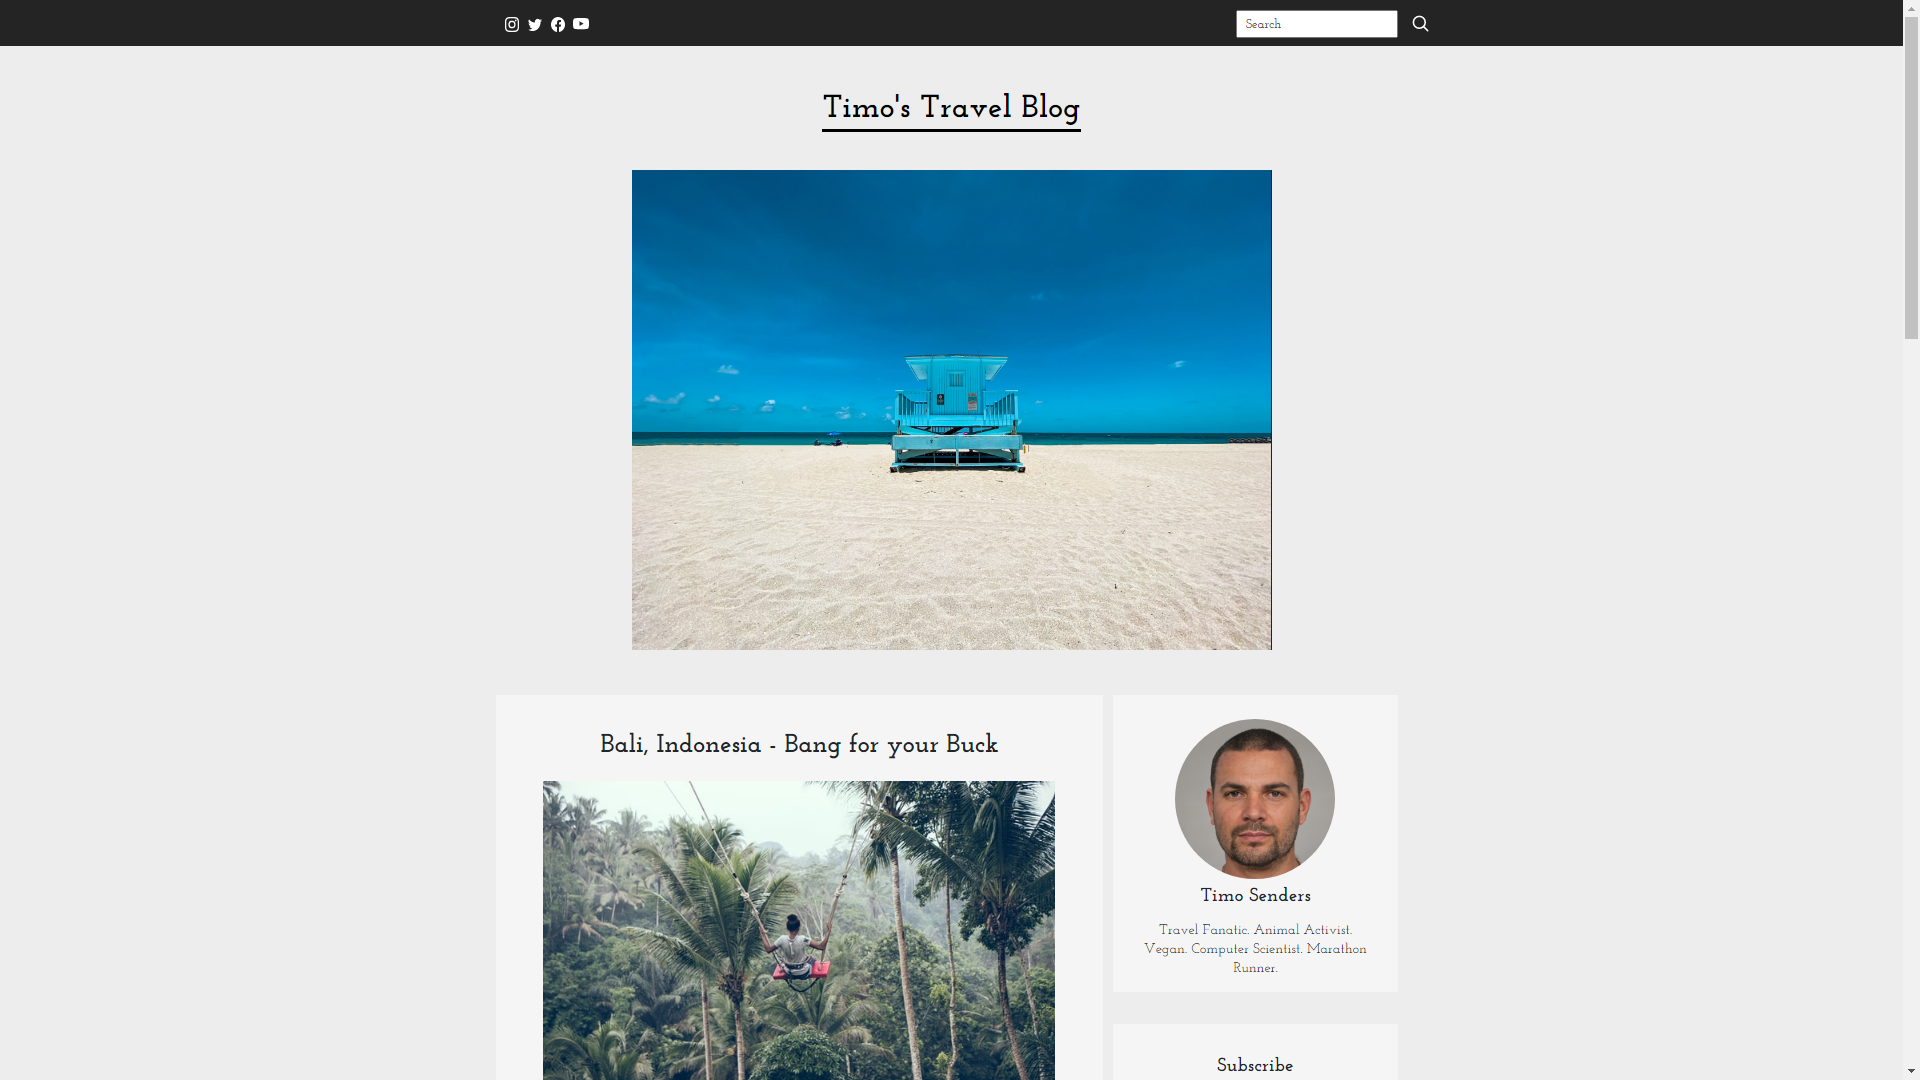 Search
Timo's Travel Blog
Bali, Indonesia - Bang for your Buck
Timo Senders
Travel Fanatic. Animal Activist.
Vegan. Computer Scientist. Marathon
Runner.
Subscribe